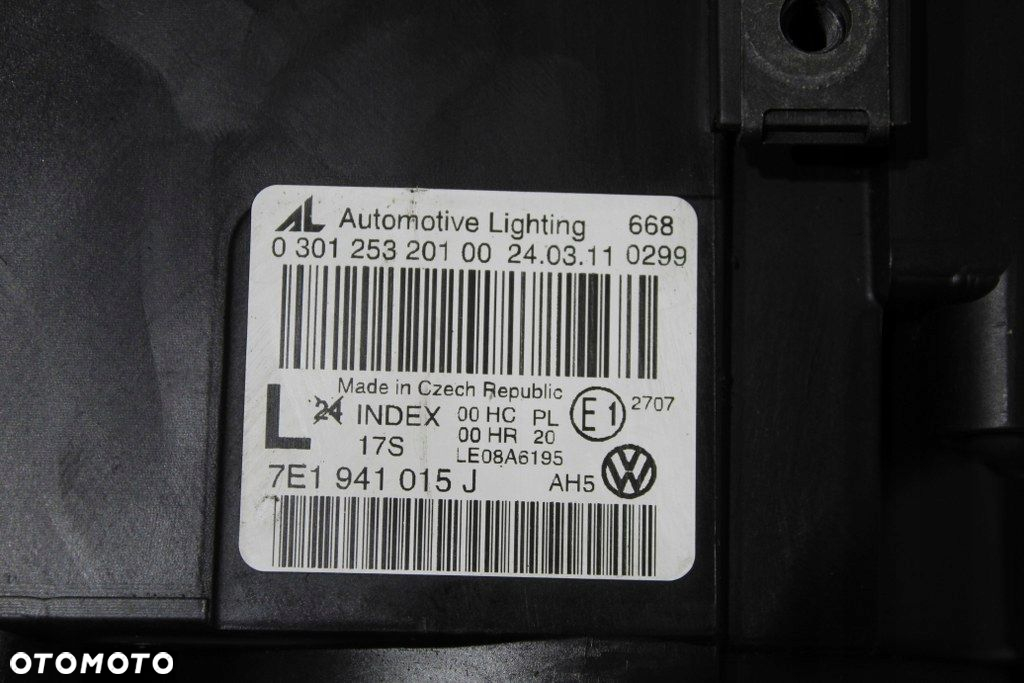 AL Automotive Lighting 668
0 301 253 201 00 24.03.11 0299
Made in Czech Republic
L 24 INDEX 00 HC PL E1 2707
17S 00 HR 20
LE08A6195
7E1 941 015 J AH5 VW
OTOMOTO